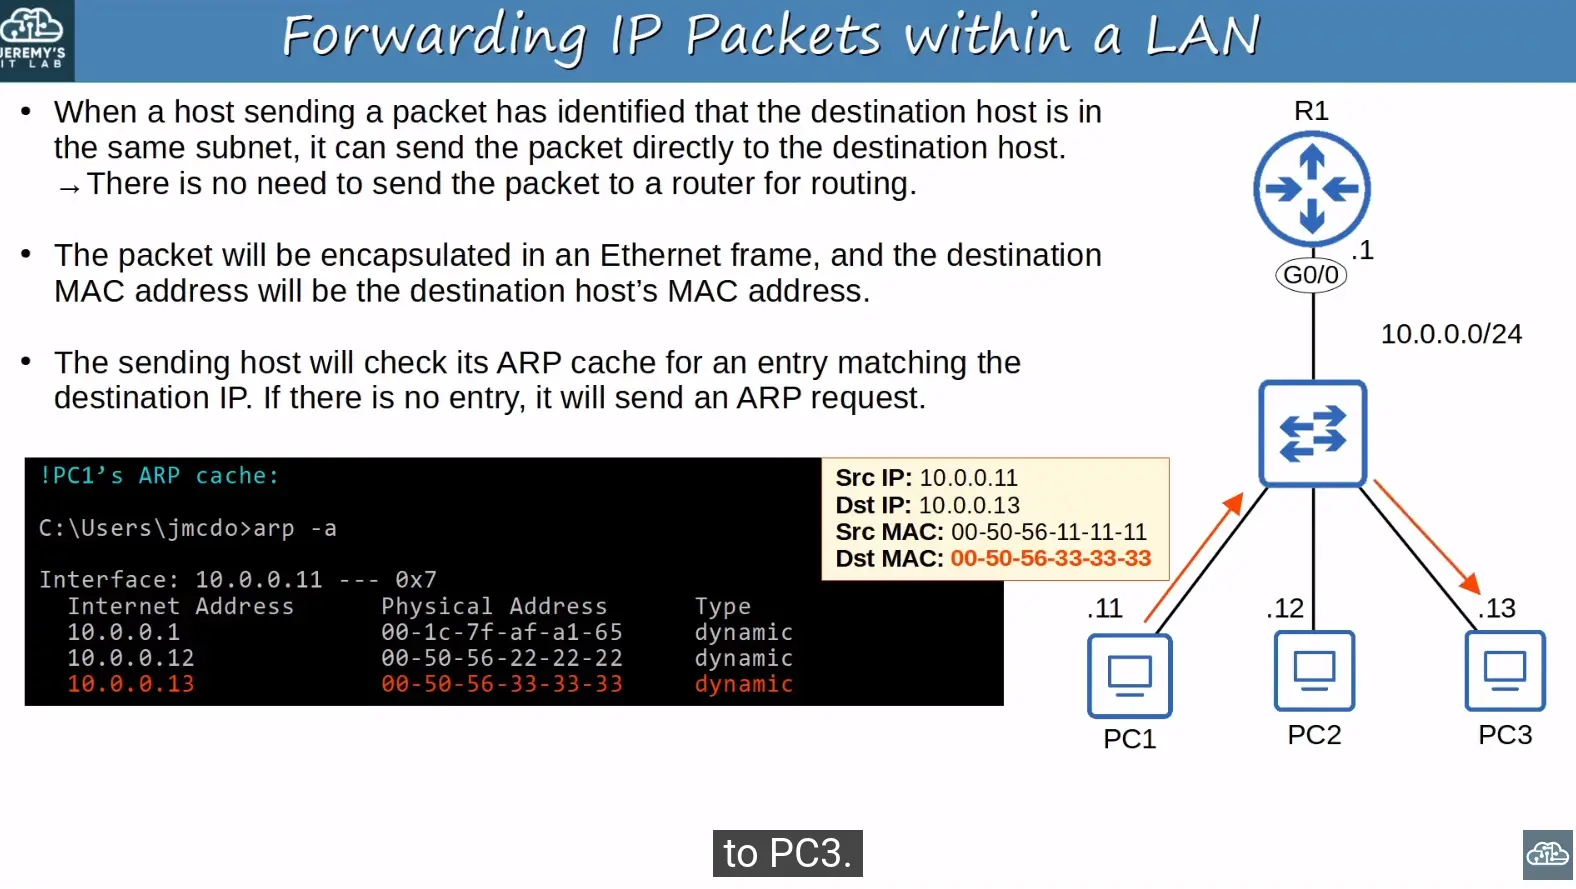 JEREMY'S
IT LAB
Forwarding IP Packets within a LAN
• When a host sending a packet has identified that the destination host is in
the same subnet, it can send the packet directly to the destination host.
→There is no need to send the packet to a router for routing.
• The packet will be encapsulated in an Ethernet frame, and the destination
MAC address will be the destination host's MAC address.
• The sending host will check its ARP cache for an entry matching the
destination IP. If there is no entry, it will send an ARP request.
!PC1's ARP cache:
C:\Users\jmcdo>arp -a
Interface: 10.0.0.11 --- 0x7
Internet Address Physical Address Type
10.0.0.1 00-1c-7f-af-a1-65 dynamic
10.0.0.12 00-50-56-22-22-22 dynamic
10.0.0.13 00-50-56-33-33-33 dynamic
Src IP: 10.0.0.11
Dst IP: 10.0.0.13
Src MAC: 00-50-56-11-11-11
Dst MAC: 00-50-56-33-33-33
R1
.1
G0/0
10.0.0.0/24
.11
.12
.13
PC1
PC2
PC3
to PC3.